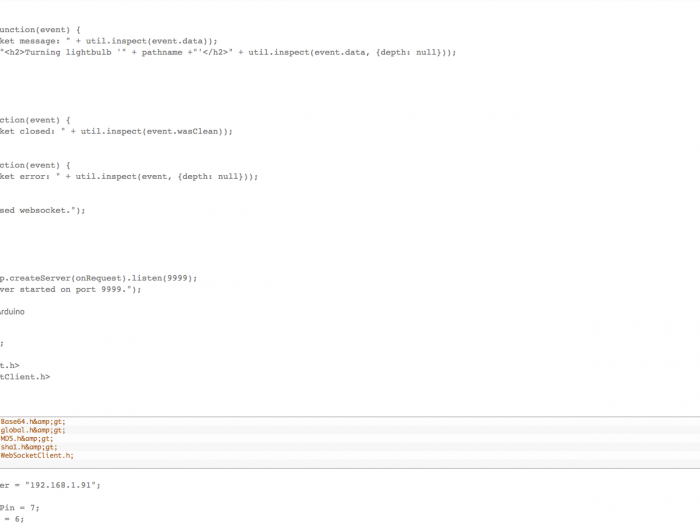 unction(event) {
ket message: " + util.inspect(event.data));
"<h2>Turning lightbulb '" + pathname +"'</h2>" + util.inspect(event.data, {depth: null}));
ction(event) {
ket closed: " + util.inspect(event.wasClean));
ction(event) {
ket error: " + util.inspect(event, {depth: null}));
sed websocket.");
p.createServer(onRequest).listen(9999);
ver started on port 9999.");
rduino
;
t.h>
tClient.h>
Base64.h&amp;gt;
global.h&amp;gt;
MD5.h&amp;gt;
sha1.h&amp;gt;
WebSocketClient.h;
er = "192.168.1.91";
Pin = 7;
= 6;